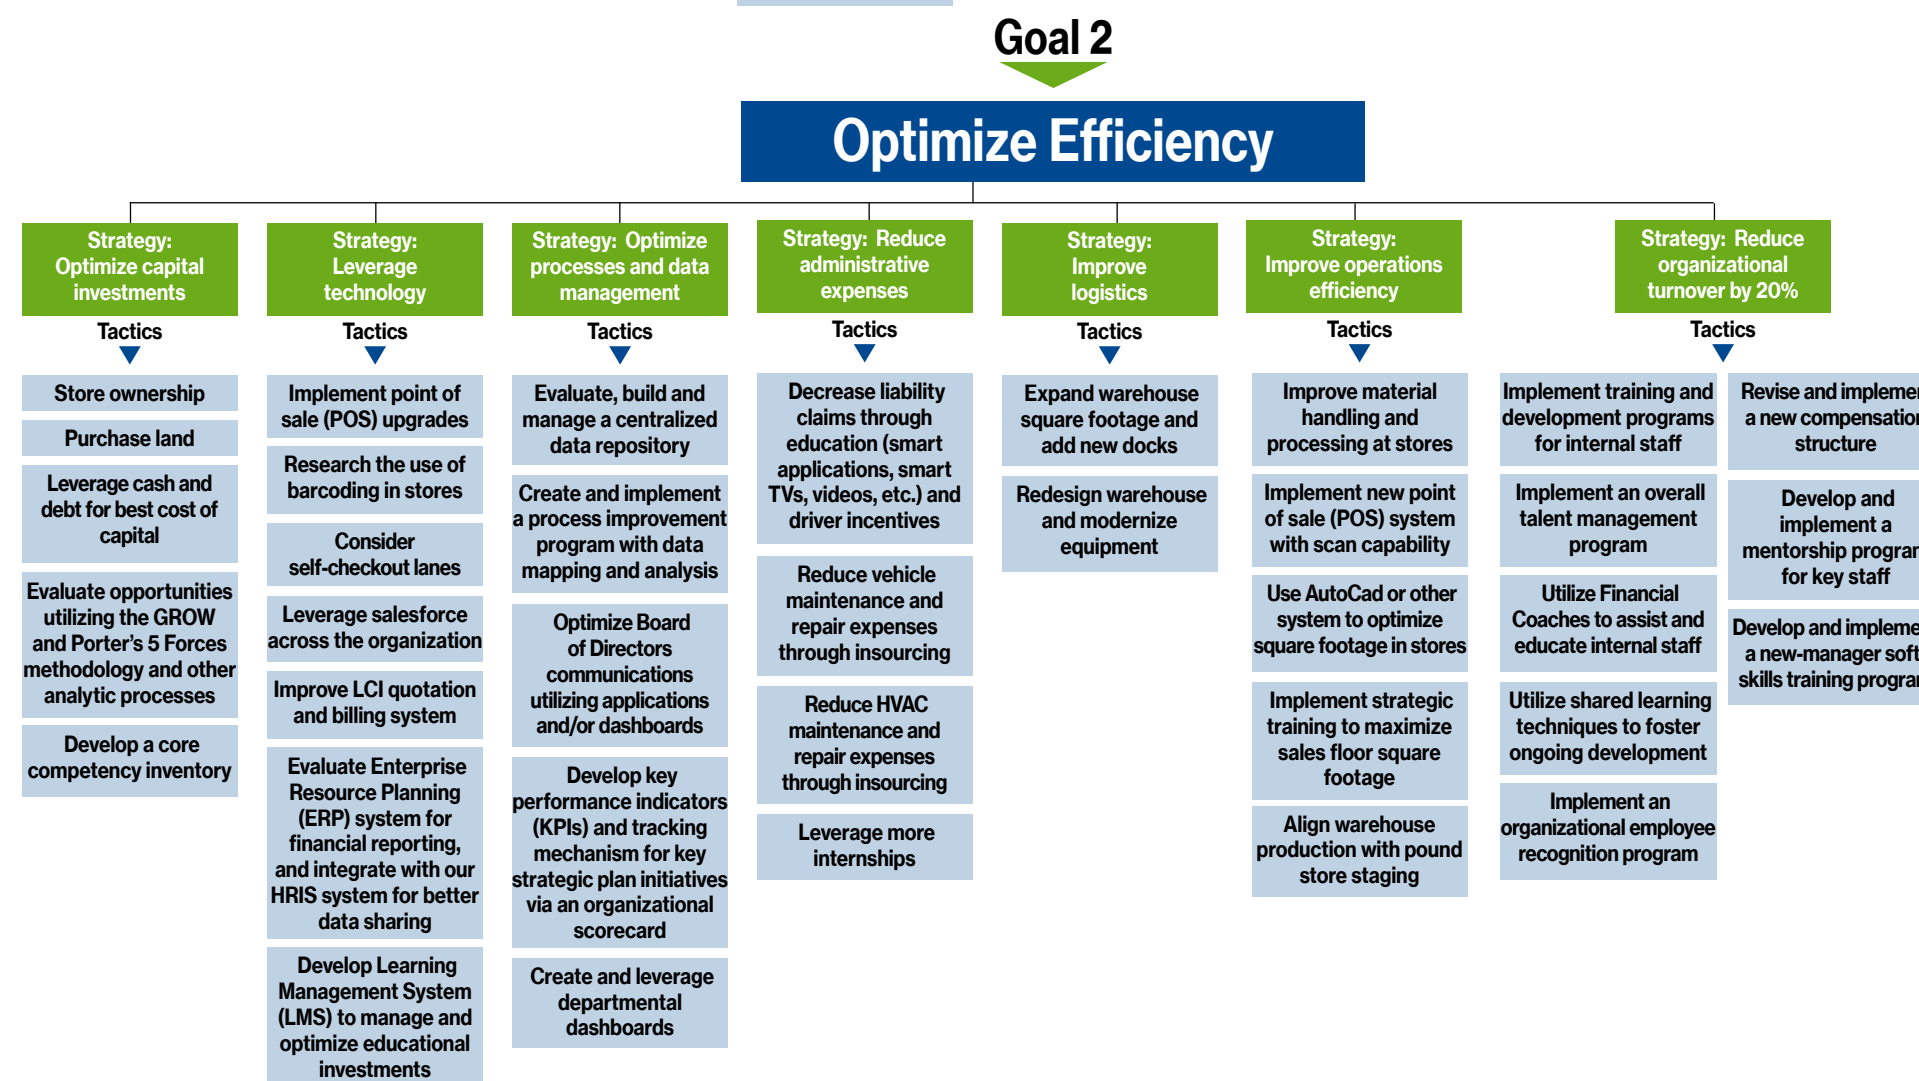 Goal 2
Optimize Efficiency
Strategy:
Optimize capital
investments
Tactics
Store ownership
Purchase land
Leverage cash and
debt for best cost of
capital
Evaluate opportunities
utilizing the GROW
and Porter’s 5 Forces
methodology and other
analytic processes
Develop a core
competency inventory
Strategy:
Leverage
technology
Tactics
Implement point of
sale (POS) upgrades
Research the use of
barcoding in stores
Consider
self-checkout lanes
Leverage salesforce
across the organization
Improve LCI quotation
and billing system
Evaluate Enterprise
Resource Planning
(ERP) system for
financial reporting,
and integrate with our
HRIS system for better
data sharing
Develop Learning
Management System
(LMS) to manage and
optimize educational
investments
Strategy: Optimize
processes and data
management
Tactics
Evaluate, build and
manage a centralized
data repository
Create and implement
a process improvement
program with data
mapping and analysis
Optimize Board
of Directors
communications
utilizing applications
and/or dashboards
Develop key
performance indicators
(KPIs) and tracking
mechanism for key
strategic plan initiatives
via an organizational
scorecard
Create and leverage
departmental
dashboards
Strategy: Reduce
administrative
expenses
Tactics
Decrease liability
claims through
education (smart
applications, smart
TVs, videos, etc.) and
driver incentives
Reduce vehicle
maintenance and
repair expenses
through insourcing
Reduce HVAC
maintenance and
repair expenses
through insourcing
Leverage more
internships
Strategy:
Improve
logistics
Tactics
Expand warehouse
square footage and
add new docks
Redesign warehouse
and modernize
equipment
Strategy:
Improve operations
efficiency
Tactics
Improve material
handling and
processing at stores
Implement new point
of sale (POS) system
with scan capability
Use AutoCad or other
system to optimize
square footage in stores
Implement strategic
training to maximize
sales floor square
footage
Align warehouse
production with pound
store staging
Strategy: Reduce
organizational
turnover by 20%
Tactics
Implement training and
development programs
for internal staff
Implement an overall
talent management
program
Utilize Financial
Coaches to assist and
educate internal staff
Utilize shared learning
techniques to foster
ongoing development
Implement an
organizational employee
recognition program
Revise and
a new
structure
Develop and
implement a
mentorship
for key staff
Develop and
a new-manager soft
skills training